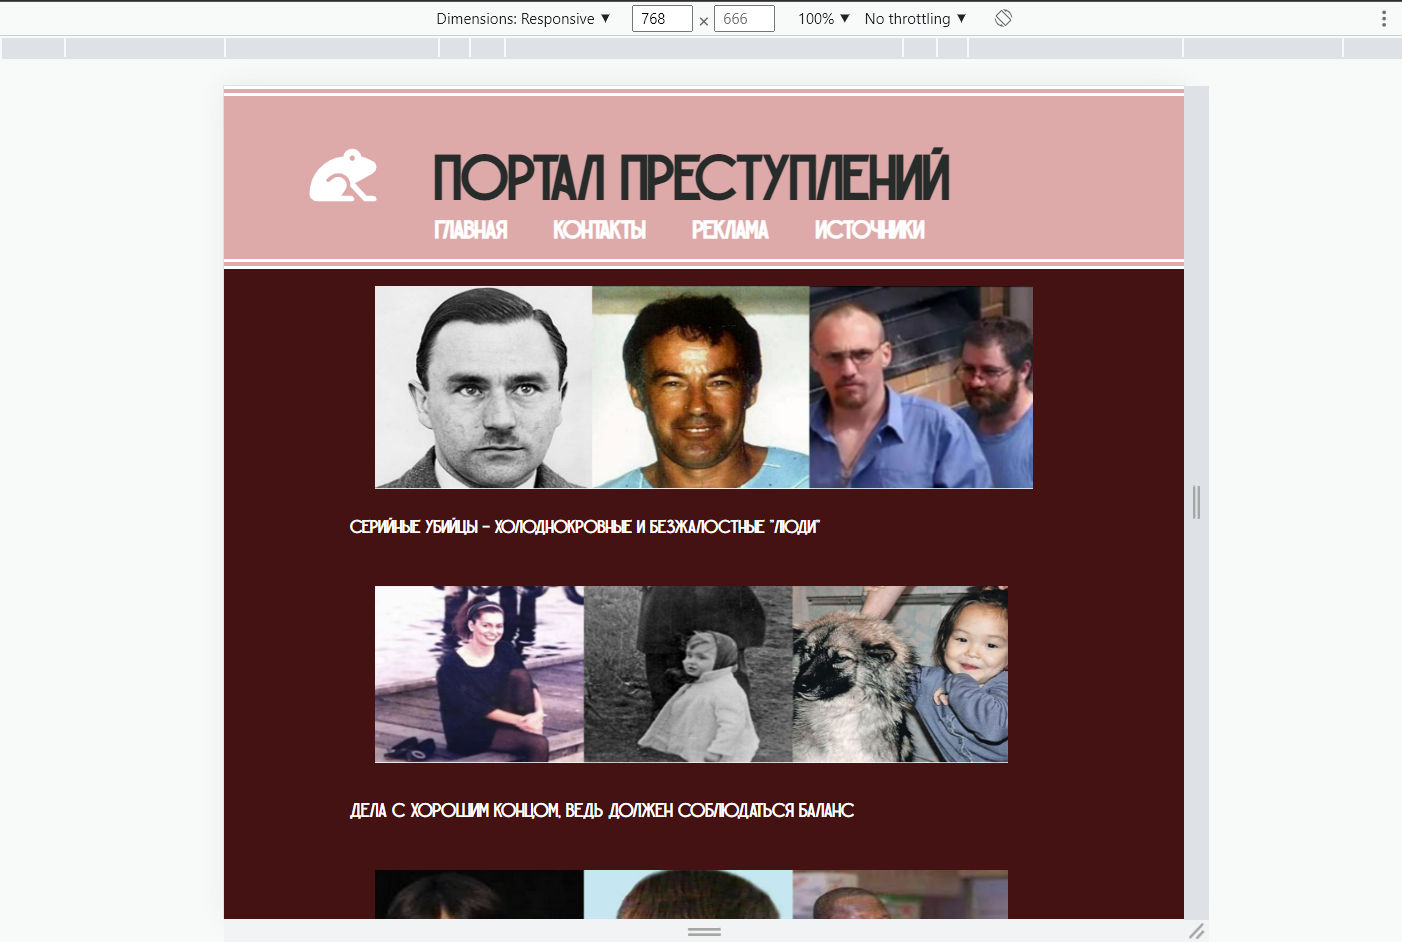 Dimensions: Responsive ▼ 768 × 666 100% ▼ No throttling ▼
ПОРТАЛ ПРЕСТУПЛЕНИЙ
ГЛАВНАЯ КОНТАКТЫ РЕКЛАМА ИСТОЧНИКИ
СЕРИЙНЫЕ УБИЙЦЫ - ХОЛОДНОКРОВНЫЕ И БЕЗЖАЛОСТНЫЕ "ЛЮДИ"
ДЕЛА С ХОРОШИМ КОНЦОМ, ВЕДЬ ДОЛЖЕН СОБЛЮДАТЬСЯ БАЛАНС